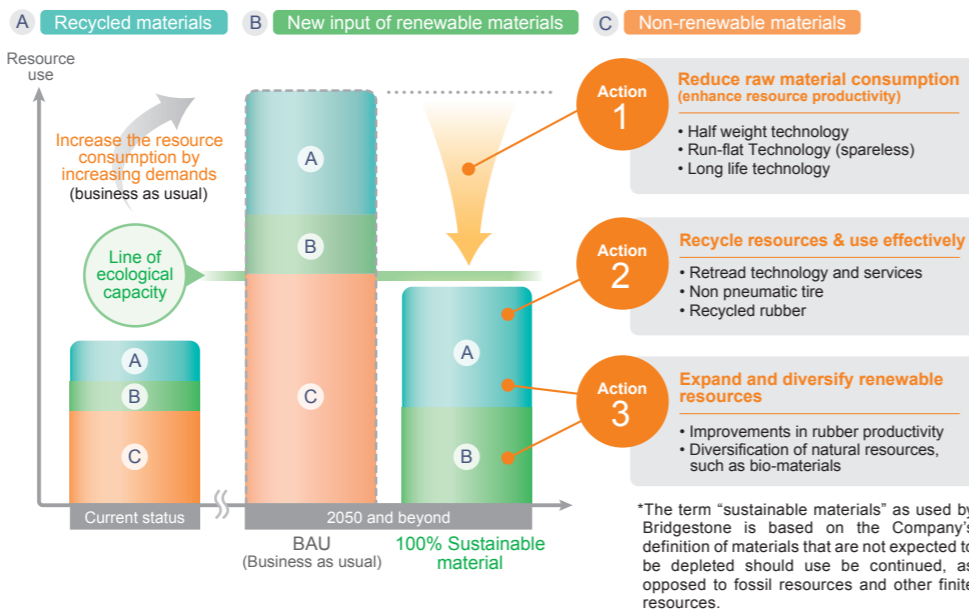 A Recycled materials
B New input of renewable materials
C Non-renewable materials
Resource
use
Increase the resource
consumption by
increasing demands
(business as usual)
Line of
ecological
capacity
A
B
C
A
B
C
A
B
Current status
2050 and beyond
BAU
(Business as usual)
100% Sustainable
material
Action
1
Reduce raw material consumption
(enhance resource productivity)
• Half weight technology
• Run-flat Technology (spareless)
• Long life technology
Action
2
Recycle resources & use effectively
• Retread technology and services
• Non pneumatic tire
• Recycled rubber
Action
3
Expand and diversify renewable
resources
• Improvements in rubber productivity
• Diversification of natural resources,
such as bio-materials
*The term “sustainable materials” as used by
Bridgestone is based on the Company’s
definition of materials that are not expected to
be depleted should use be continued, as
opposed to fossil resources and other finite
resources.